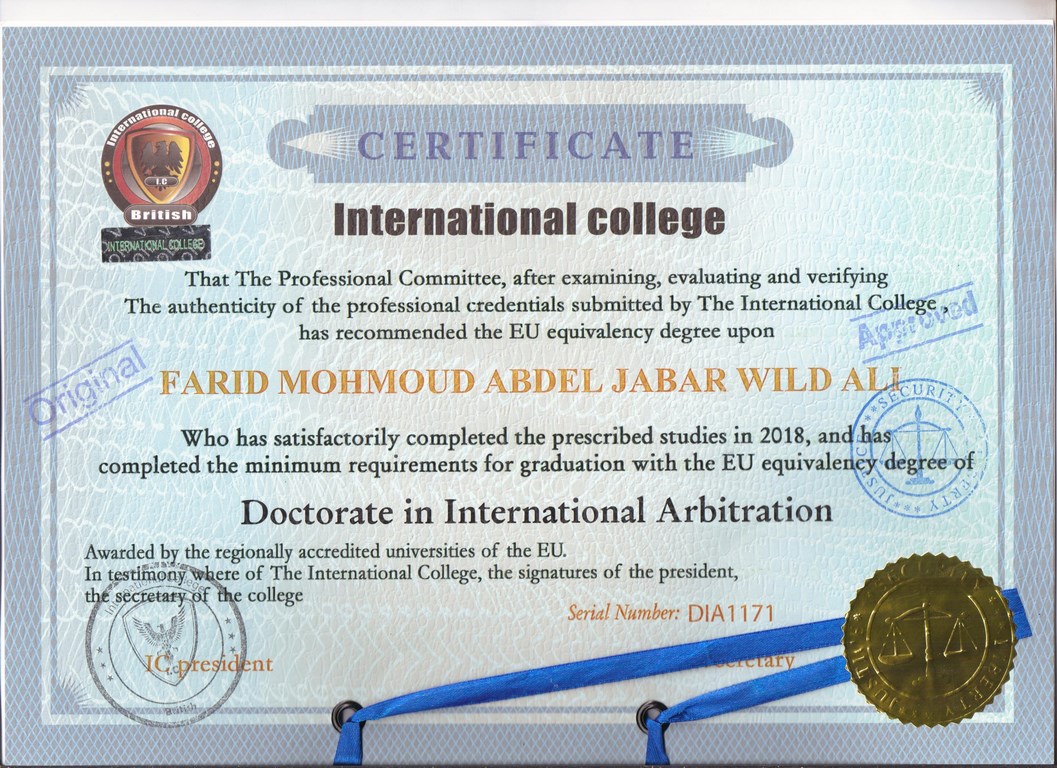 International college
I.C
British
INTERNATIONAL COLLEGE
CERTIFICATE
International college
That The Professional Committee, after examining, evaluating and verifying
The authenticity of the professional credentials submitted by The International College ,
has recommended the EU equivalency degree upon
Approved
Original
FARID MOHMOUD ABDEL JABAR WILD ALI
SECURITY
JUSTICE
Who has satisfactorily completed the prescribed studies in 2018, and has
completed the minimum requirements for graduation with the EU equivalency degree of
Doctorate in International Arbitration
Awarded by the regionally accredited universities of the EU.
In testimony where of The International College, the signatures of the president,
the secretary of the college
Serial Number: DIA1171
IC president
secretary
International College
I.C
British
JUSTICE
LIBERTY